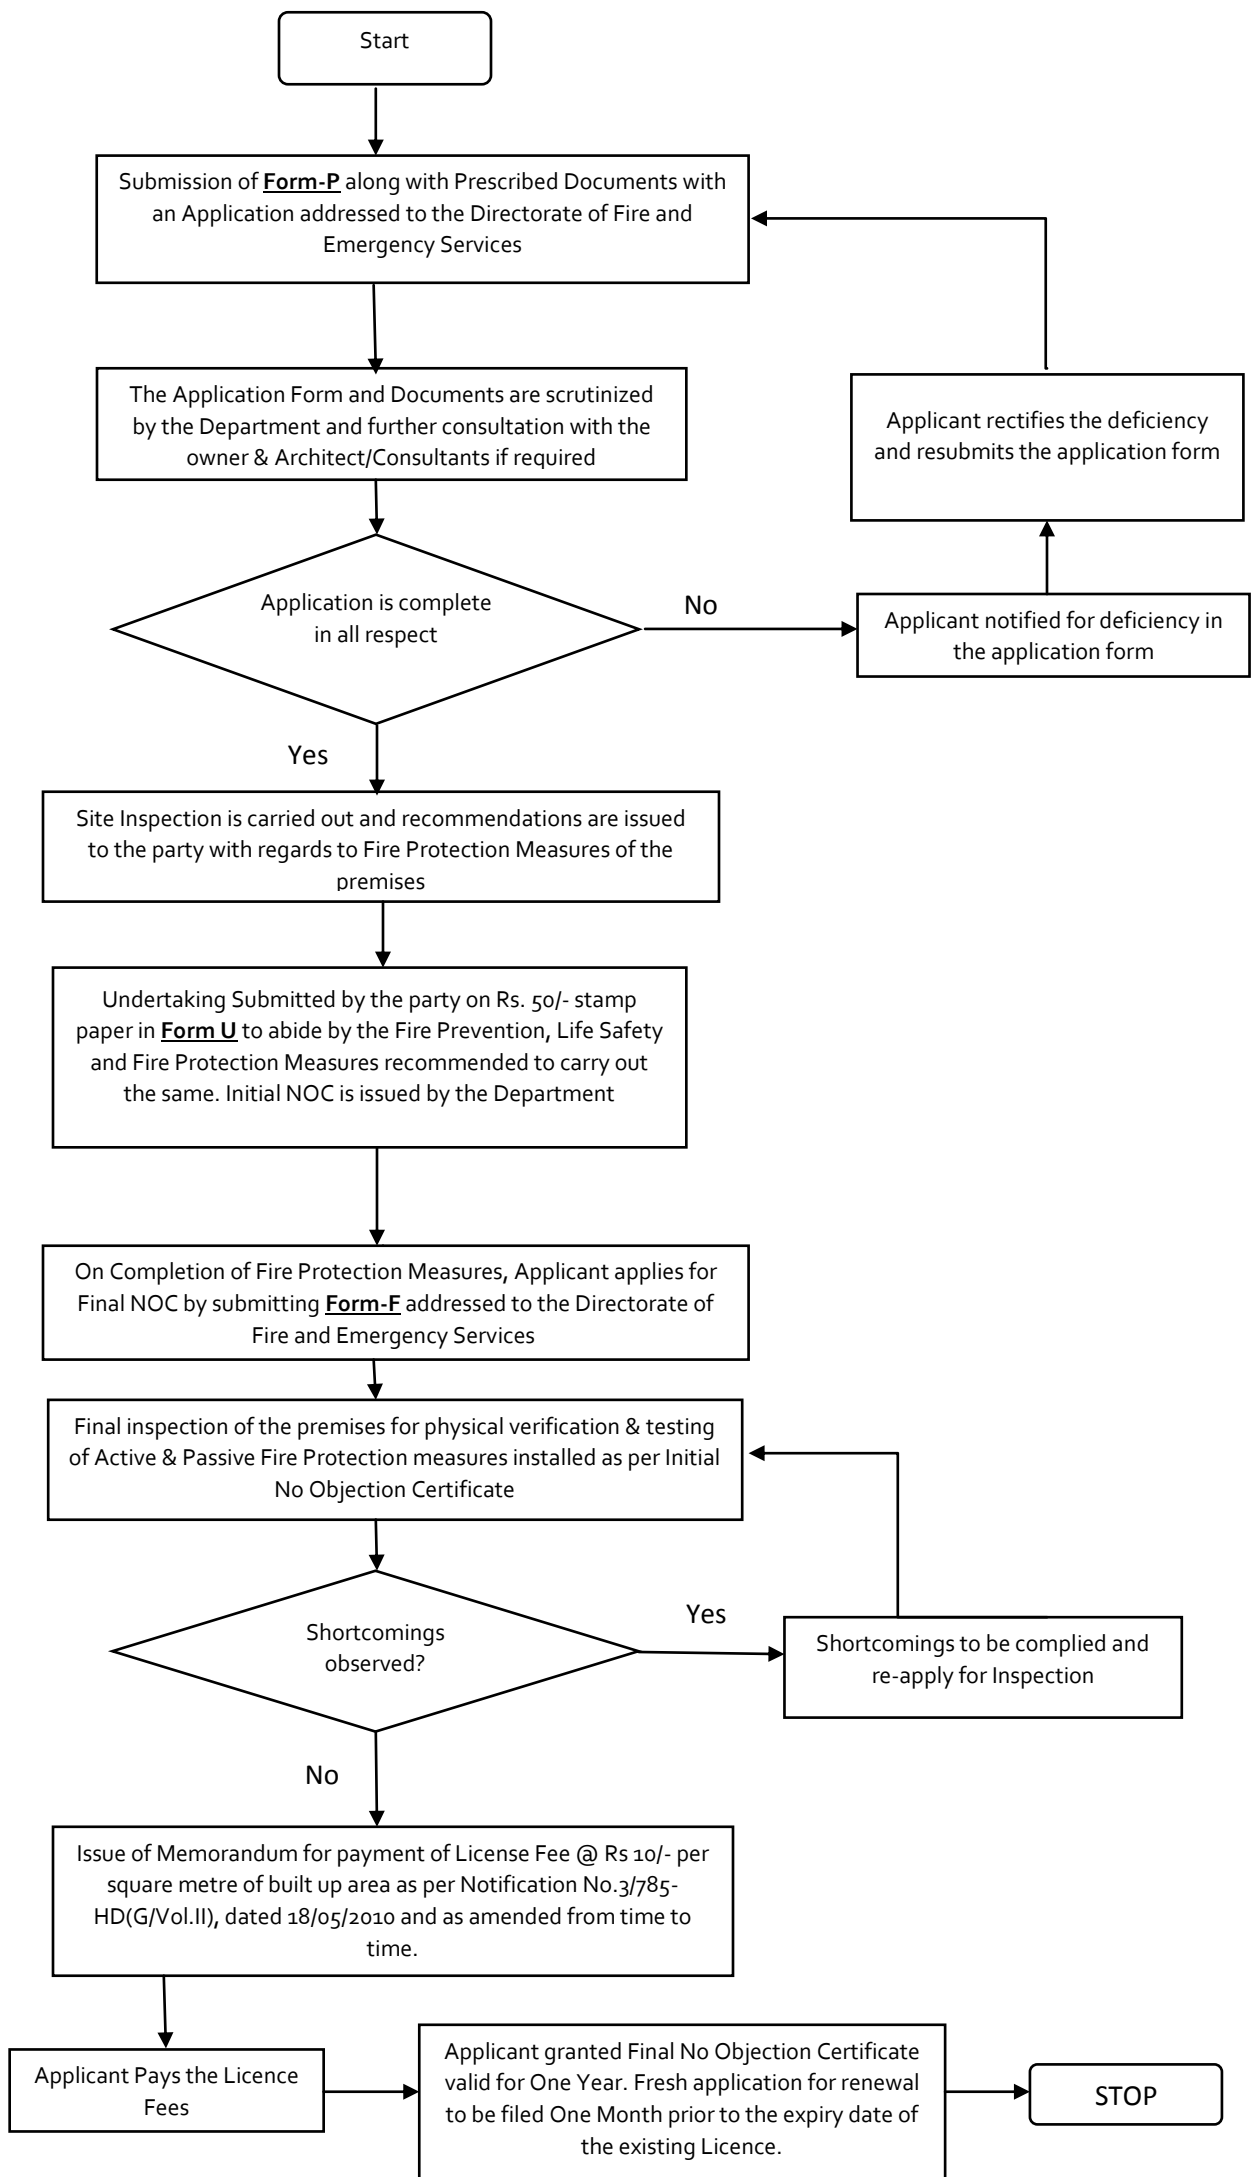 Start
Submission of Form-P along with Prescribed Documents with
an Application addressed to the Directorate of Fire and
Emergency Services
The Application Form and Documents are scrutinized
by the Department and further consultation with the
owner & Architect/Consultants if required
Applicant rectifies the deficiency
and resubmits the application form
Application is complete
in all respect
No
Applicant notified for deficiency in
the application form
Yes
Site Inspection is carried out and recommendations are issued
to the party with regards to Fire Protection Measures of the
premises
Undertaking Submitted by the party on Rs. 50/- stamp
paper in Form U to abide by the Fire Prevention, Life Safety
and Fire Protection Measures recommended to carry out
the same. Initial NOC is issued by the Department
On Completion of Fire Protection Measures, Applicant applies for
Final NOC by submitting Form-F addressed to the Directorate of
Fire and Emergency Services
Final inspection of the premises for physical verification & testing
of Active & Passive Fire Protection measures installed as per Initial
No Objection Certificate
Shortcomings
observed?
Yes
Shortcomings to be complied and
re-apply for Inspection
No
Issue of Memorandum for payment of License Fee @ Rs 10/- per
square metre of built up area as per Notification No.3/785-
HD(G/Vol.II), dated 18/05/2010 and as amended from time to
time.
Applicant Pays the Licence
Fees
Applicant granted Final No Objection Certificate
valid for One Year. Fresh application for renewal
to be filed One Month prior to the expiry date of
the existing Licence.
STOP